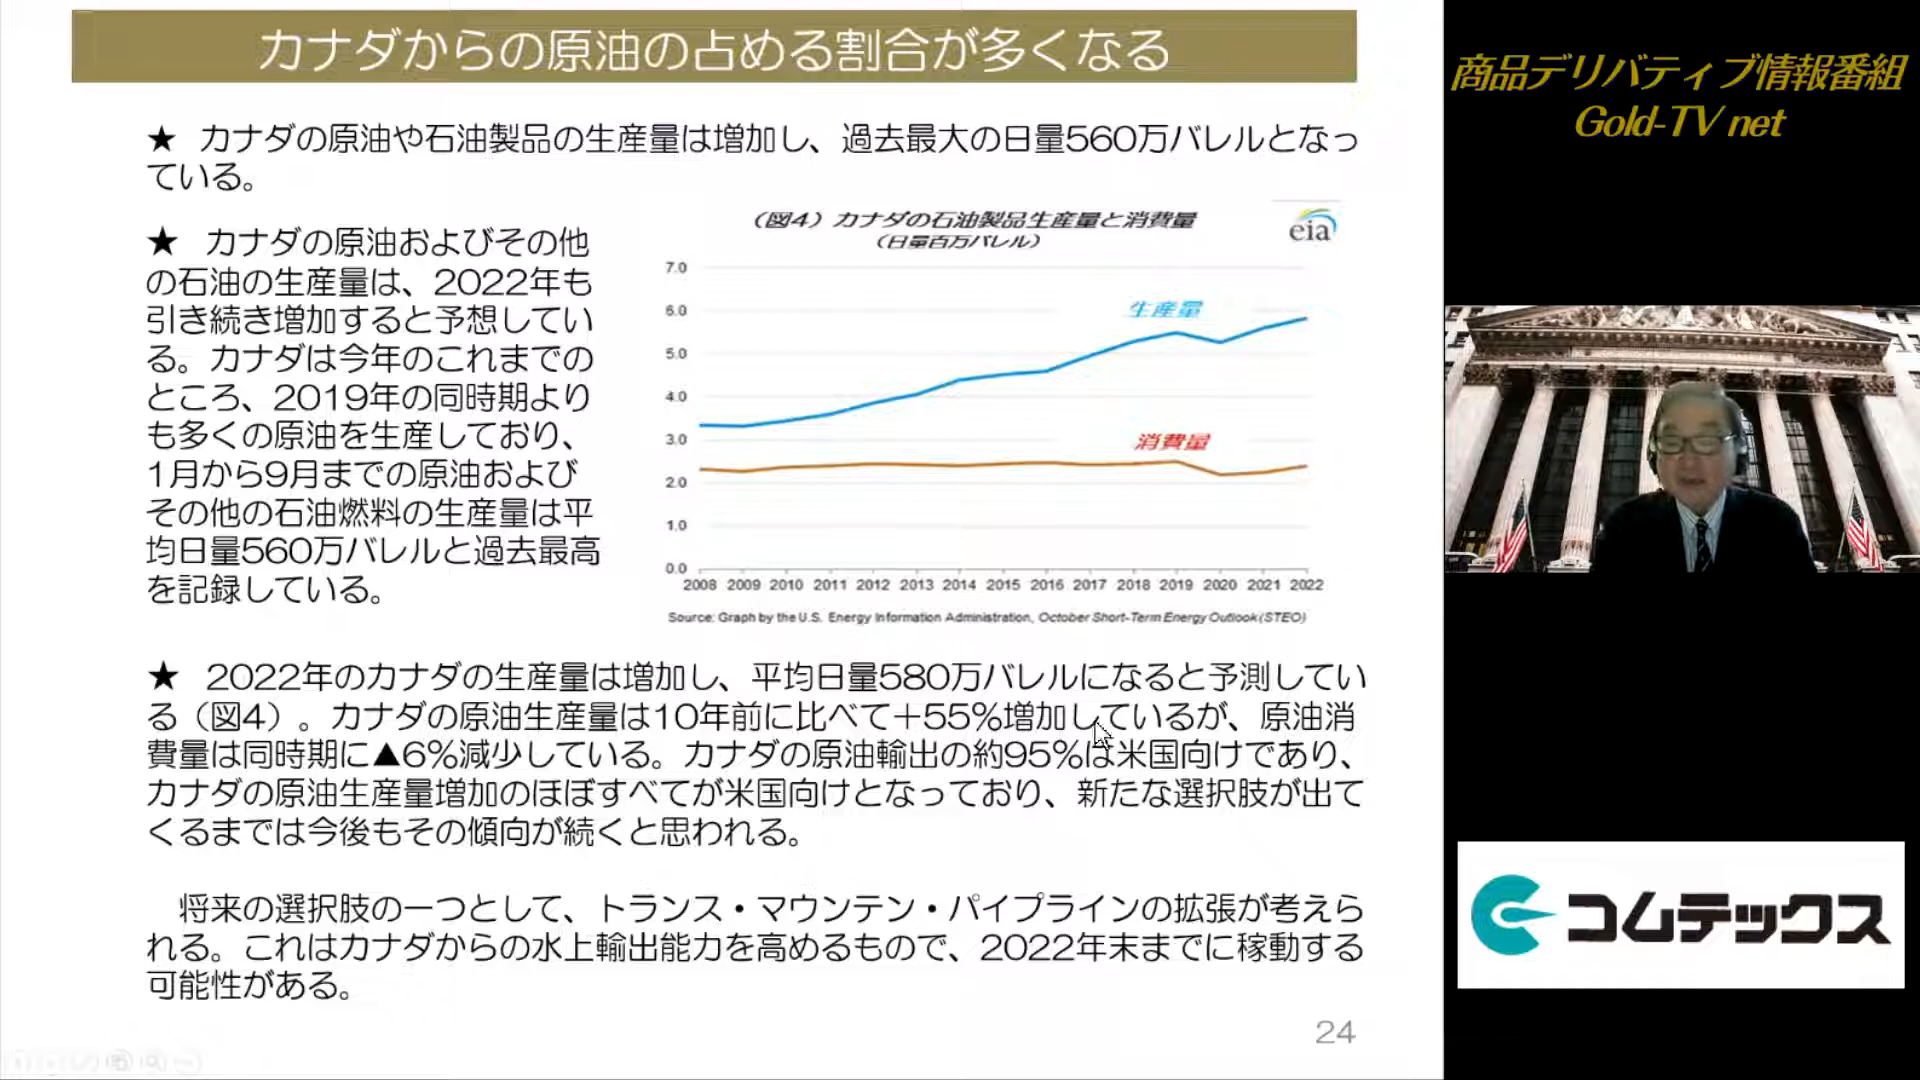 カナダからの原油の占める割合が多くなる
★ カナダの原油や石油製品の生産量は増加し、過去最大の日量560万バレルとなっ
ている。
★ カナダの原油およびその他
の石油の生産量は、2022年も
引き続き増加すると予想してい
る。カナダは今年のこれまでの
ところ、2019年の同時期より
も多くの原油を生産しており、
1月から9月までの原油および
その他の石油燃料の生産量は平
均日量560万バレルと過去最高
を記録している。
（図4）カナダの石油製品生産量と消費量
（日量百万バレル）
eia
7.0
6.0
5.0
4.0
3.0
2.0
1.0
0.0
生産量
消費量
2008 2009 2010 2011 2012 2013 2014 2015 2016 2017 2018 2019 2020 2021 2022
Source: Graph by the U.S. Energy Information Administration, October Short-Term Energy Outlook (STEO)
★ 2022年のカナダの生産量は増加し、平均日量580万バレルになると予測してい
る（図4）。カナダの原油生産量は10年前に比べて＋55%増加しているが、原油消
費量は同時期に▲6%減少している。カナダの原油輸出の約95%は米国向けであり、
カナダの原油生産量増加のほぼすべてが米国向けとなっており、新たな選択肢が出て
くるまでは今後もその傾向が続くと思われる。
将来の選択肢の一つとして、トランス・マウンテン・パイプラインの拡張が考えら
れる。これはカナダからの水上輸出能力を高めるもので、2022年末までに稼動する
可能性がある。
24
商品デリバティブ情報番組
Gold-TV net
コムテックス